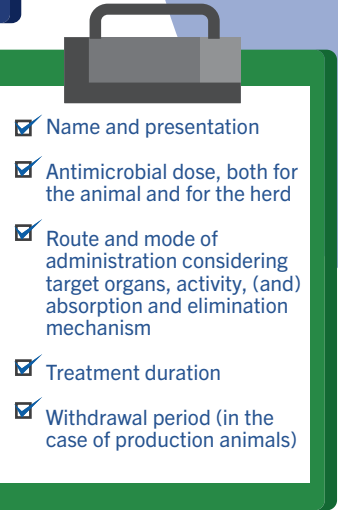 Name and presentation
Antimicrobial dose, both for
the animal and for the herd
Route and mode of
administration considering
target organs, activity, (and)
absorption and elimination
mechanism
Treatment duration
Withdrawal period (in the
case of production animals)